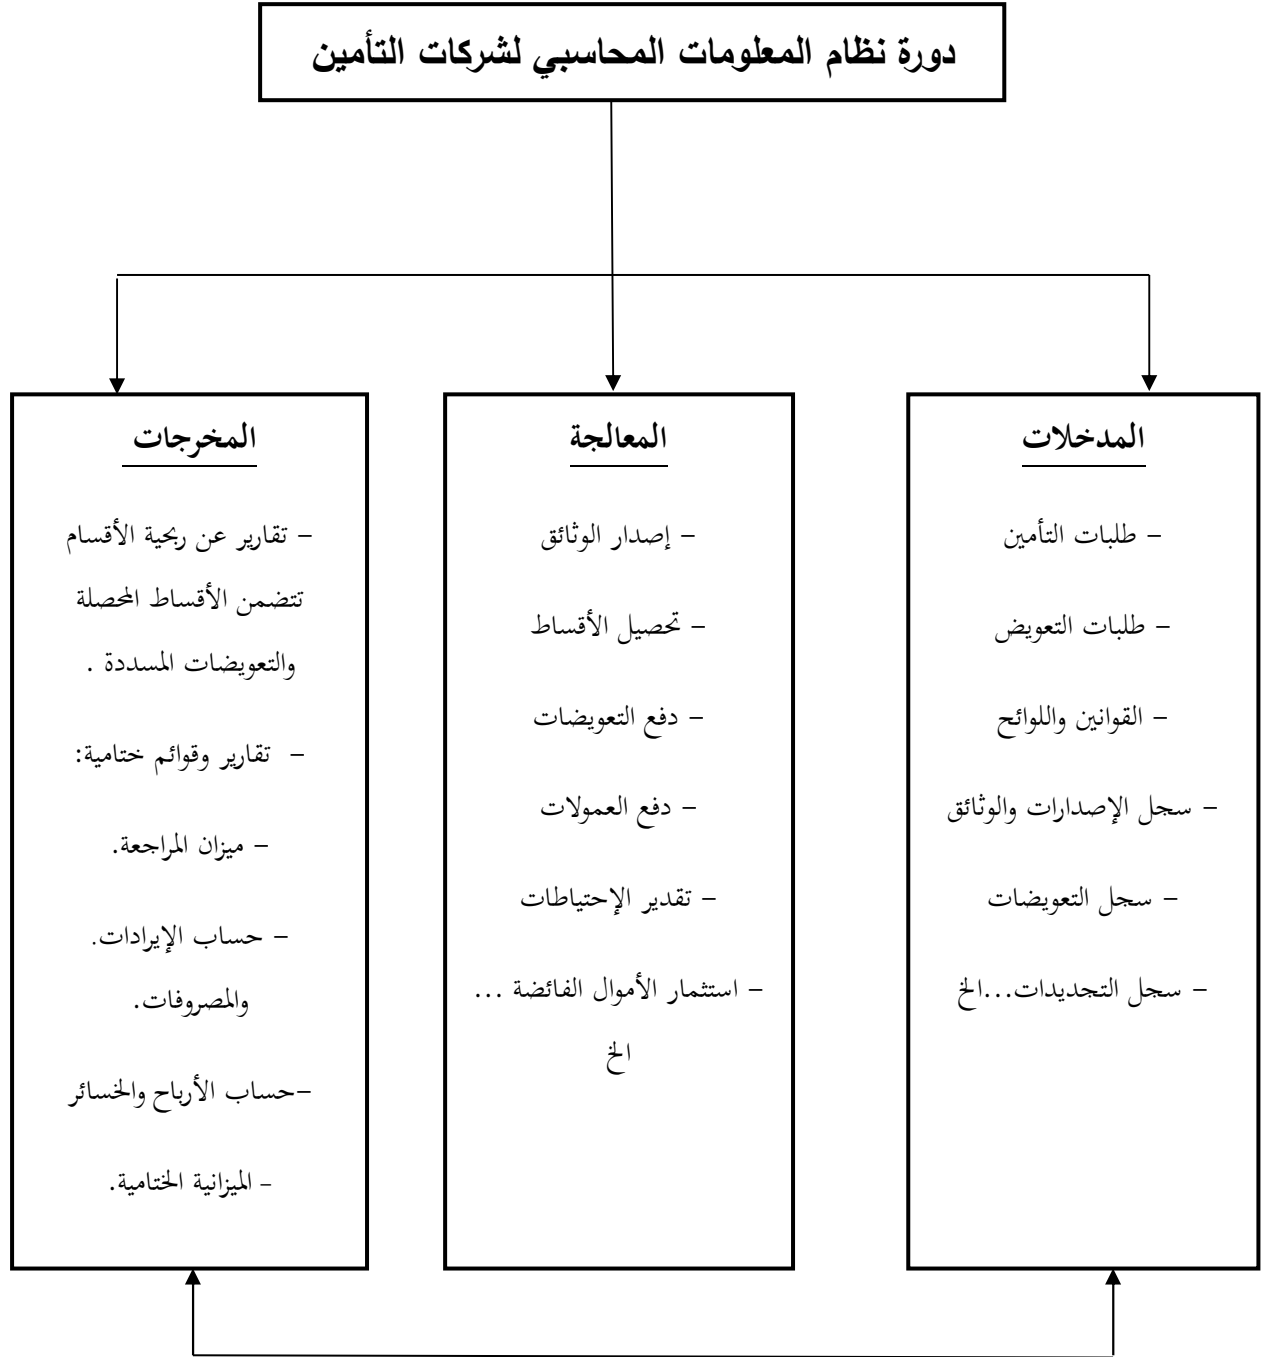 دورة نظام المعلومات المحاسبي لشركات التأمين
المدخلات
– طلبات التأمين
– طلبات التعويض
– القوانين واللوائح
– سجل الإصدارات والوثائق
– سجل التعويضات
– سجل التجديدات...الخ
المعالجة
– إصدار الوثائق
– تحصيل الأقساط
– دفع التعويضات
– دفع العمولات
– تقدير الإحتياطات
– استثمار الأموال الفائضة ...
الخ
المخرجات
– تقارير عن ربحية الأقسام
تتضمن الأقساط المحصلة
والتعويضات المسددة .
– تقارير وقوائم ختامية:
– ميزان المراجعة.
– حساب الإيرادات.
والمصروفات.
–حساب الأرباح والخسائر
- الميزانية الختامية.